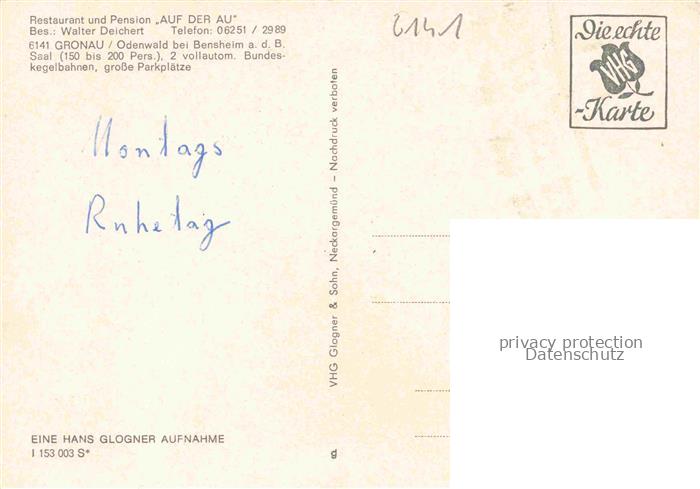 Restaurant und Pension „AUF DER AU"
Bes.: Walter Deichert Telefon: 06251 / 2989
6141 GRONAU / Odenwald bei Bensheim a. d. B.
Saal (150 bis 200 Pers.), 2 vollautom. Bundes-
kegelbahnen, große Parkplätze
Montags
Ruhetag
EINE HANS GLOGNER AUFNAHME
I 153 003 S*
VHG Glogner & Sohn, Neckargemünd – Nachdruck verboten
g
6141
Die echte
VHG
-Karte
privacy protection
Datenschutz